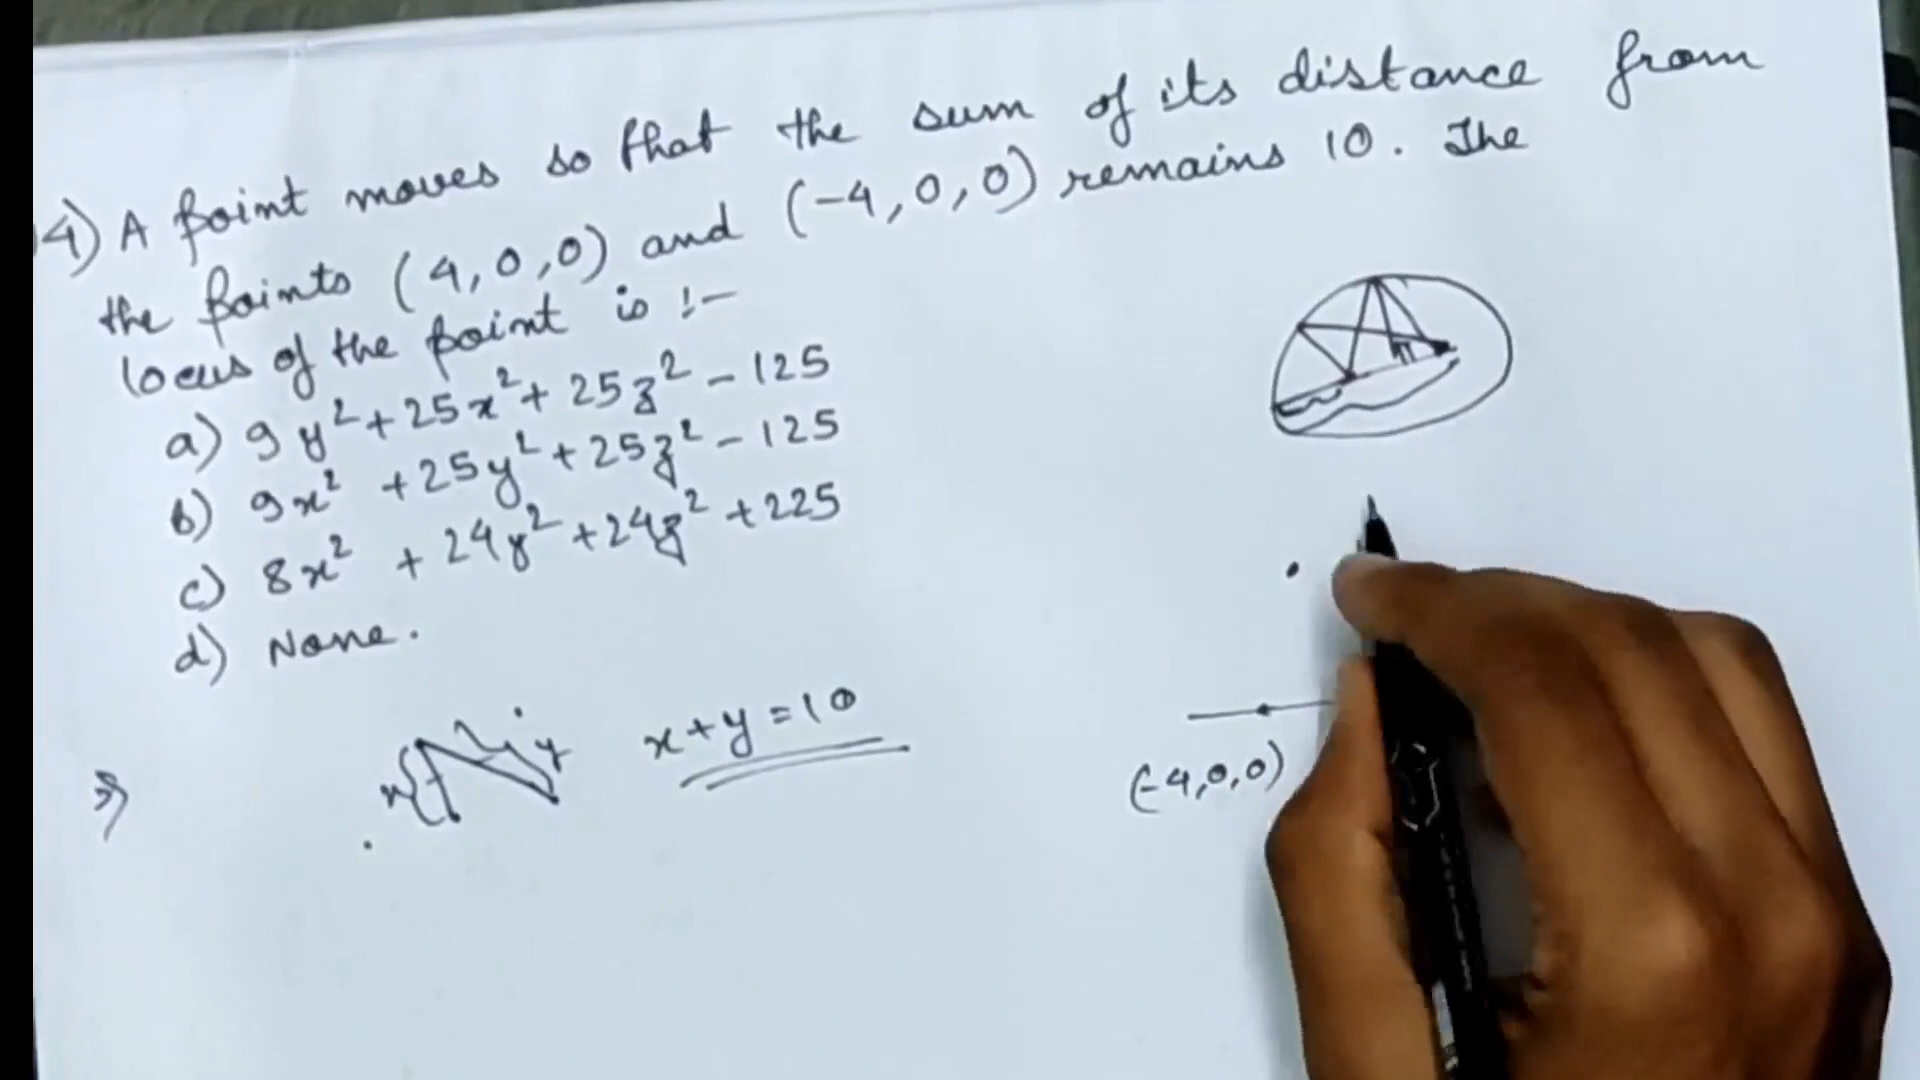 4) A point moves so that the sum of its distance from
the points (4,0,0) and (-4,0,0) remains 10. The
locus of the point is :-
a) 9y² + 25x² + 25z² - 125
b) 9x² + 25y² + 25z² - 125
c) 8x² + 24y² + 24z² + 225
d) None.
⇒ x y x + y = 10
(-4,0,0)